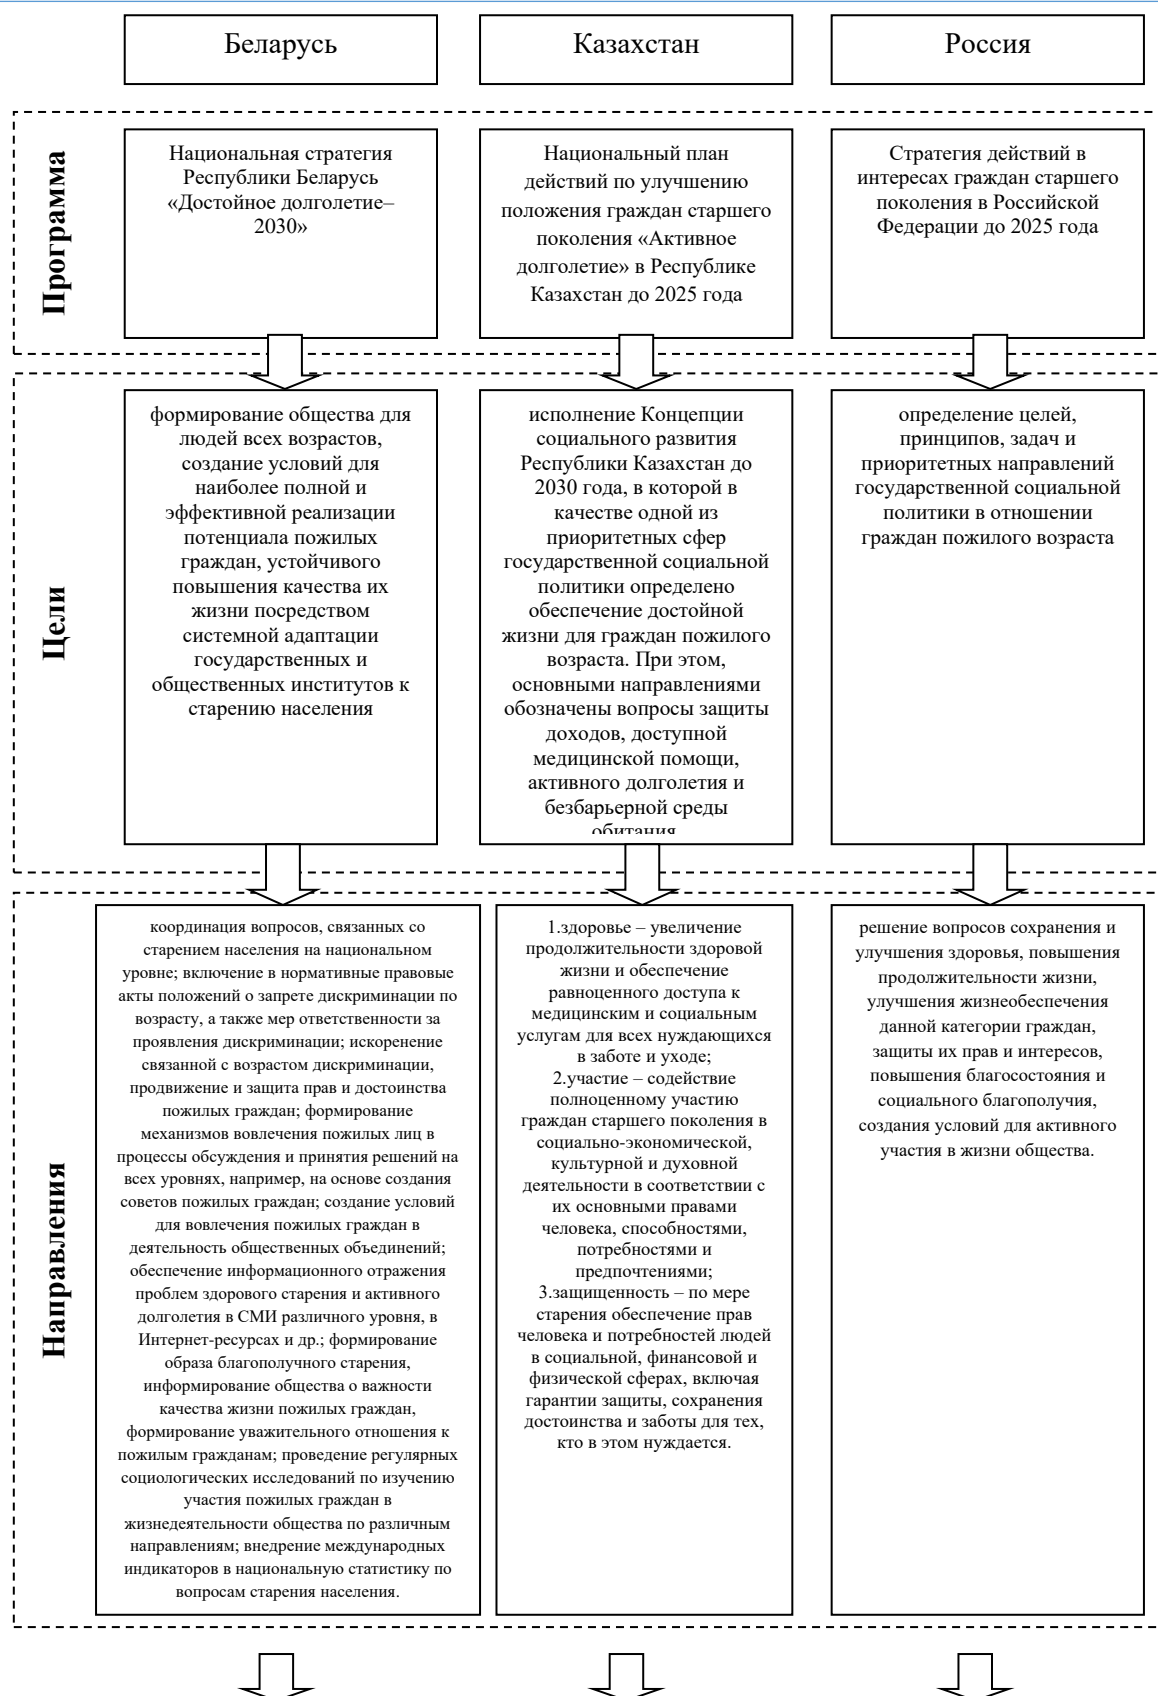 Беларусь
Казахстан
Россия
Программа
Национальная стратегия
Республики Беларусь
«Достойное долголетие–
2030»
Национальный план
действий по улучшению
положения граждан старшего
поколения «Активное
долголетие» в Республике
Казахстан до 2025 года
Стратегия действий в
интересах граждан старшего
поколения в Российской
Федерации до 2025 года
Цели
формирование общества для
людей всех возрастов,
создание условий для
наиболее полной и
эффективной реализации
потенциала пожилых
граждан, устойчивого
повышения качества их
жизни посредством
системной адаптации
государственных и
общественных институтов к
старению населения
исполнение Концепции
социального развития
Республики Казахстан до
2030 года, в которой в
качестве одной из
приоритетных сфер
государственной социальной
политики определено
обеспечение достойной
жизни для граждан пожилого
возраста. При этом,
основными направлениями
обозначены вопросы защиты
доходов, доступной
медицинской помощи,
активного долголетия и
безбарьерной среды
обитания
определение целей,
принципов, задач и
приоритетных направлений
государственной социальной
политики в отношении
граждан пожилого возраста
Направления
координация вопросов, связанных со
старением населения на национальном
уровне; включение в нормативные правовые
акты положений о запрете дискриминации по
возрасту, а также мер ответственности за
проявления дискриминации; искоренение
связанной с возрастом дискриминации,
продвижение и защита прав и достоинства
пожилых граждан; формирование
механизмов вовлечения пожилых лиц в
процессы обсуждения и принятия решений на
всех уровнях, например, на основе создания
советов пожилых граждан; создание условий
для вовлечения пожилых граждан в
деятельность общественных объединений;
обеспечение информационного отражения
проблем здорового старения и активного
долголетия в СМИ различного уровня, в
Интернет-ресурсах и др.; формирование
образа благополучного старения,
информирование общества о важности
качества жизни пожилых граждан,
формирование уважительного отношения к
пожилым гражданам; проведение регулярных
социологических исследований по изучению
участия пожилых граждан в
жизнедеятельности общества по различным
направлениям; внедрение международных
индикаторов в национальную статистику по
вопросам старения населения.
1.здоровье – увеличение
продолжительности здоровой
жизни и обеспечение
равноценного доступа к
медицинским и социальным
услугам для всех нуждающихся
в заботе и уходе;
2.участие – содействие
полноценному участию
граждан старшего поколения в
социально-экономической,
культурной и духовной
деятельности в соответствии с
их основными правами
человека, способностями,
потребностями и
предпочтениями;
3.защищенность – по мере
старения обеспечение прав
человека и потребностей людей
в социальной, финансовой и
физической сферах, включая
гарантии защиты, сохранения
достоинства и заботы для тех,
кто в этом нуждается.
решение вопросов сохранения и
улучшения здоровья, повышения
продолжительности жизни,
улучшения жизнеобеспечения
данной категории граждан,
защиты их прав и интересов,
повышения благосостояния и
социального благополучия,
создания условий для активного
участия в жизни общества.